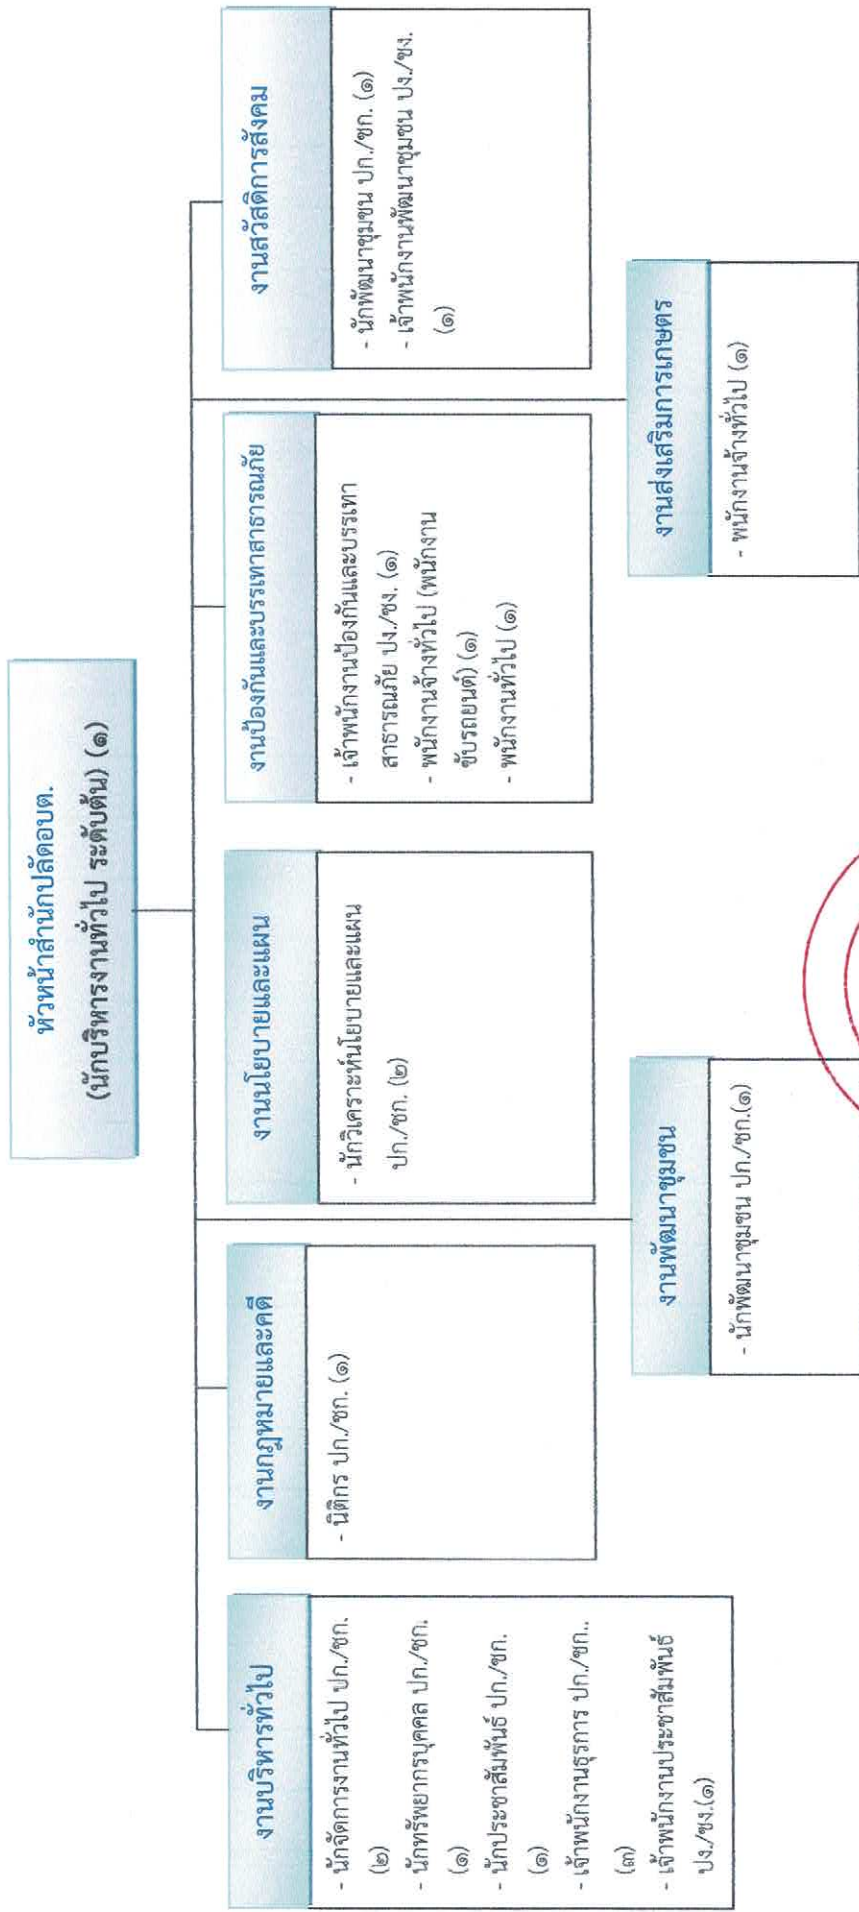 หัวหน้าสำนักปลัดอบต.
(นักบริหารงานทั่วไป ระดับต้น) (๑)
งานบริหารทั่วไป
- นักจัดการงานทั่วไป ปก./ชก.
(๒)
- นักทรัพยากรบุคคล ปก./ชก.
(๑)
- นักประชาสัมพันธ์ ปก./ชก.
(๑)
- เจ้าพนักงานธุรการ ปก./ชก..
(๓)
- เจ้าพนักงานประชาสัมพันธ์
ปง./ชง.(๑)
งานกฎหมายและคดี
- นิติกร ปก./ชก. (๑)
งานนโยบายและแผน
- นักวิเคราะห์นโยบายและแผน
ปก./ชก. (๒)
งานป้องกันและบรรเทาสาธารณภัย
- เจ้าพนักงานป้องกันและบรรเทา
สาธารณภัย ปง./ชง. (๑)
- พนักงานจ้างทั่วไป (พนักงาน
ขับรถยนต์) (๑)
- พนักงานทั่วไป (๑)
งานสวัสดิการสังคม
- นักพัฒนาชุมชน ปก./ชก. (๑)
- เจ้าพนักงานพัฒนาชุมชน ปง./ชง.
(๑)
งานพัฒนาชุมชน
- นักพัฒนาชุมชน ปก./ชก.(๑)
งานส่งเสริมการเกษตร
- พนักงานจ้างทั่วไป (๑)